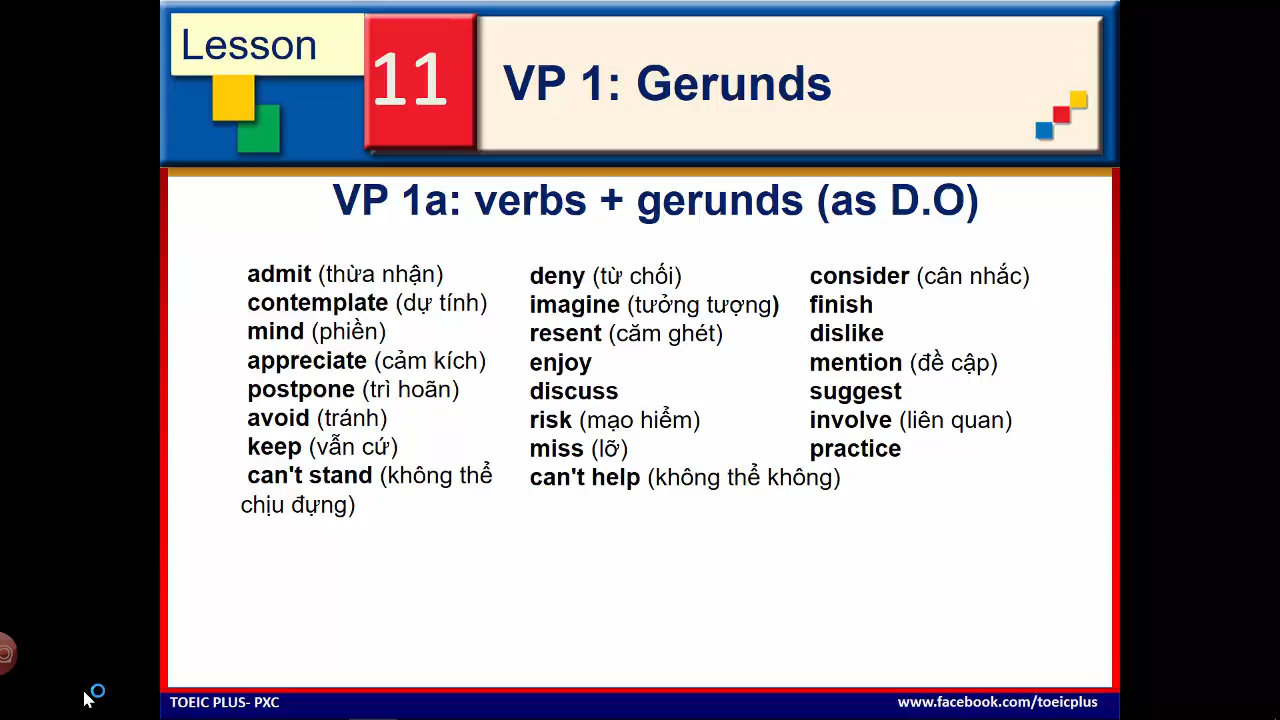 Lesson
11
VP 1: Gerunds
VP 1a: verbs + gerunds (as D.O)
admit (thừa nhận)
contemplate (dự tính)
mind (phiền)
appreciate (cảm kích)
postpone (trì hoãn)
avoid (tránh)
keep (vẫn cứ)
can't stand (không thể
chịu đựng)
deny (từ chối)
imagine (tưởng tượng)
resent (căm ghét)
enjoy
discuss
risk (mạo hiểm)
miss (lỡ)
can't help (không thể không)
consider (cân nhắc)
finish
dislike
mention (đề cập)
suggest
involve (liên quan)
practice
TOEIC PLUS- PXC
www.facebook.com/toeicplus